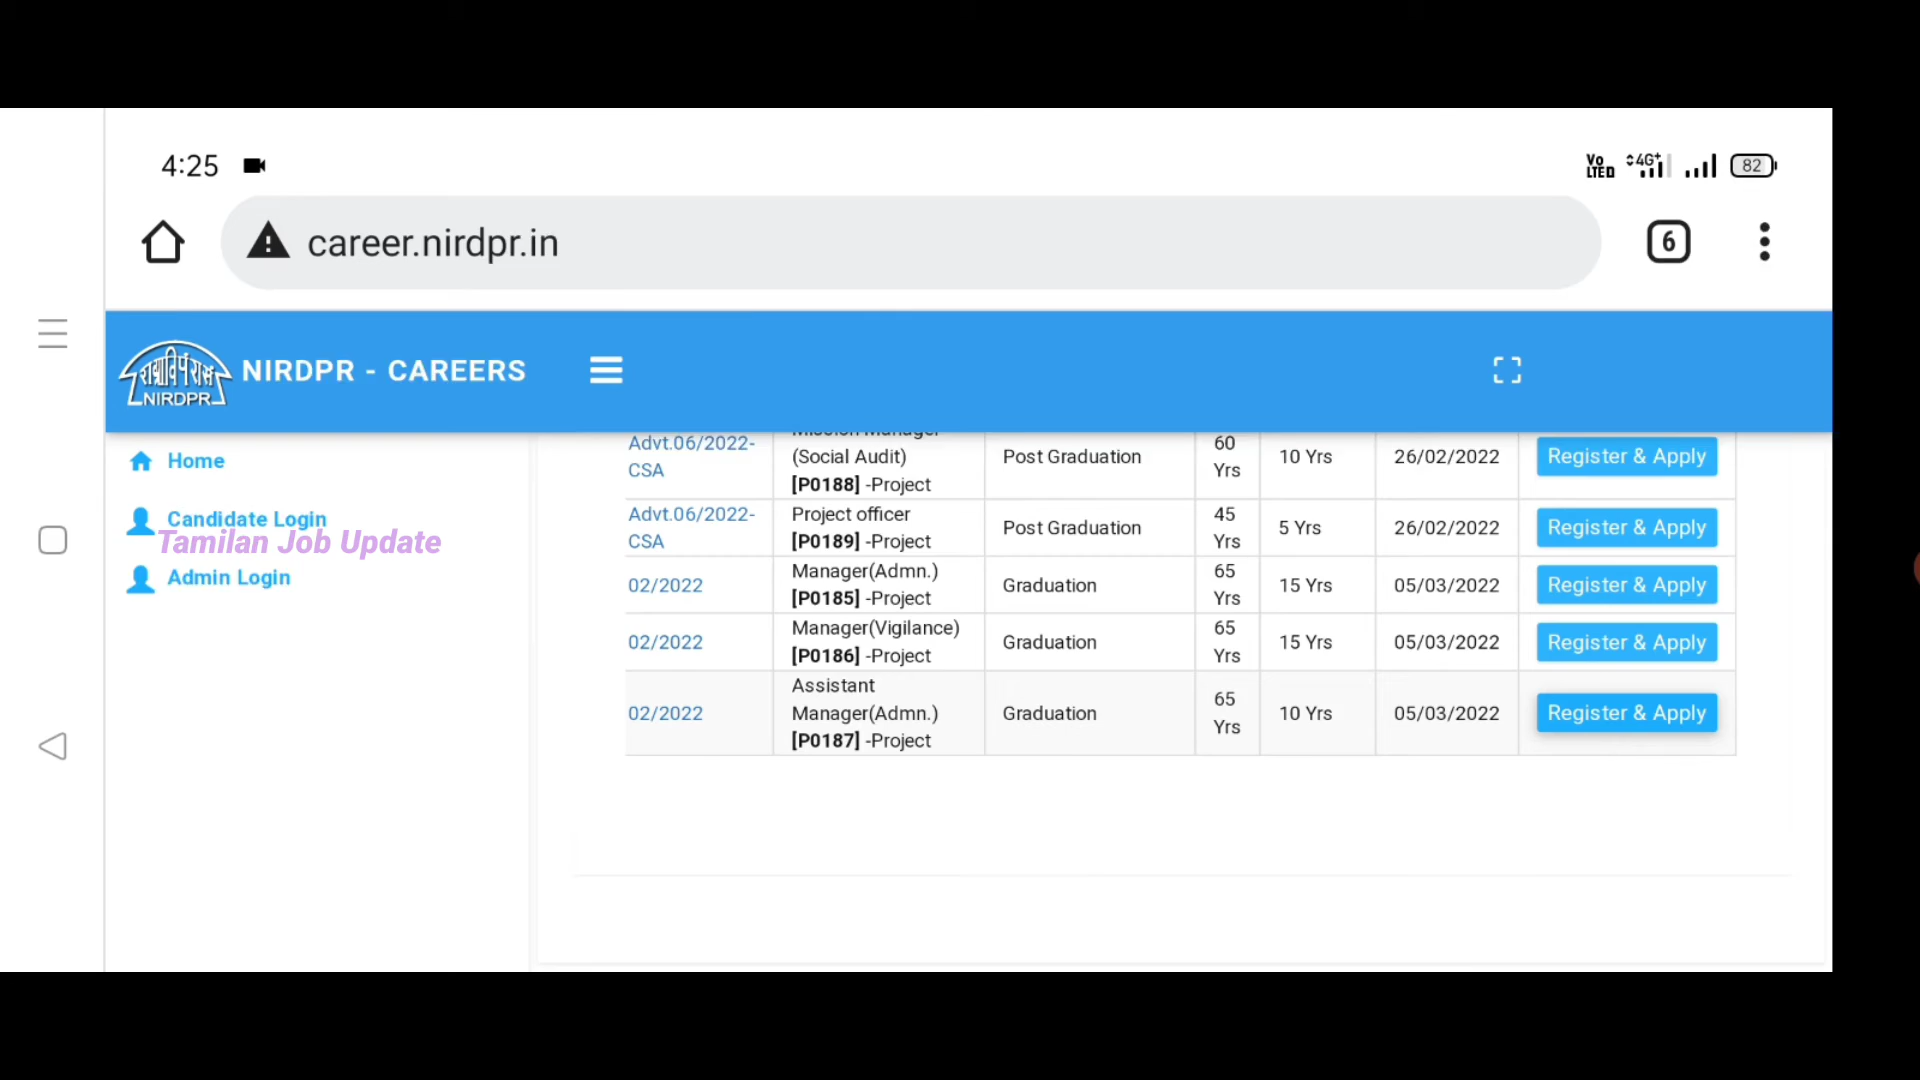 4:25
Vo LTE 4G+ 82
career.nirdpr.in
6
NIRDPR
NIRDPR - CAREERS
Home
Candidate Login
Tamilan Job Update
Admin Login
Advt.06/2022-
CSA
Mission Manager
(Social Audit)
[P0188] -Project
Post Graduation
60
Yrs
10 Yrs
26/02/2022
Register & Apply
Advt.06/2022-
CSA
Project officer
[P0189] -Project
Post Graduation
45
Yrs
5 Yrs
26/02/2022
Register & Apply
02/2022
Manager(Admn.)
[P0185] -Project
Graduation
65
Yrs
15 Yrs
05/03/2022
Register & Apply
02/2022
Manager(Vigilance)
[P0186] -Project
Graduation
65
Yrs
15 Yrs
05/03/2022
Register & Apply
02/2022
Assistant
Manager(Admn.)
[P0187] -Project
Graduation
65
Yrs
10 Yrs
05/03/2022
Register & Apply